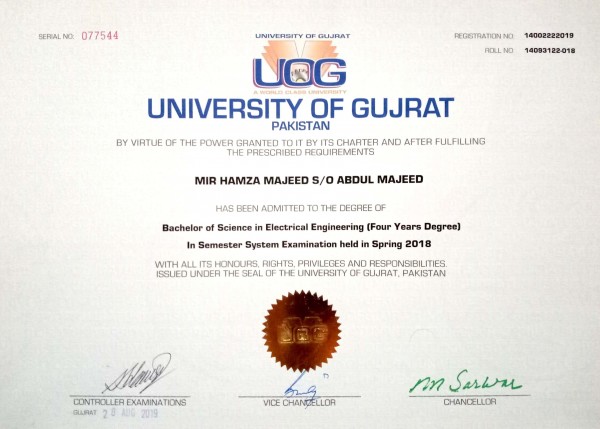 SERIAL NO: 077544
REGISTRATION NO: 14002222019
ROLL NO 14093122-018
UNIVERSITY OF GUJRAT
UOG
A WORLD CLASS UNIVERSITY
UNIVERSITY OF GUJRAT
PAKISTAN
BY VIRTUE OF THE POWER GRANTED TO IT BY ITS CHARTER AND AFTER FULFILLING
THE PRESCRIBED REQUIREMENTS
MIR HAMZA MAJEED S/O ABDUL MAJEED
HAS BEEN ADMITTED TO THE DEGREE OF
Bachelor of Science in Electrical Engineering (Four Years Degree)
In Semester System Examination held in Spring 2018
WITH ALL ITS HONOURS, RIGHTS, PRIVILEGES AND RESPONSIBILITIES.
ISSUED UNDER THE SEAL OF THE UNIVERSITY OF GUJRAT, PAKISTAN
UOG
M Sarwar
CONTROLLER EXAMINATIONS
VICE CHANCELLOR
CHANCELLOR
GUJRAT 28 AUG 2019